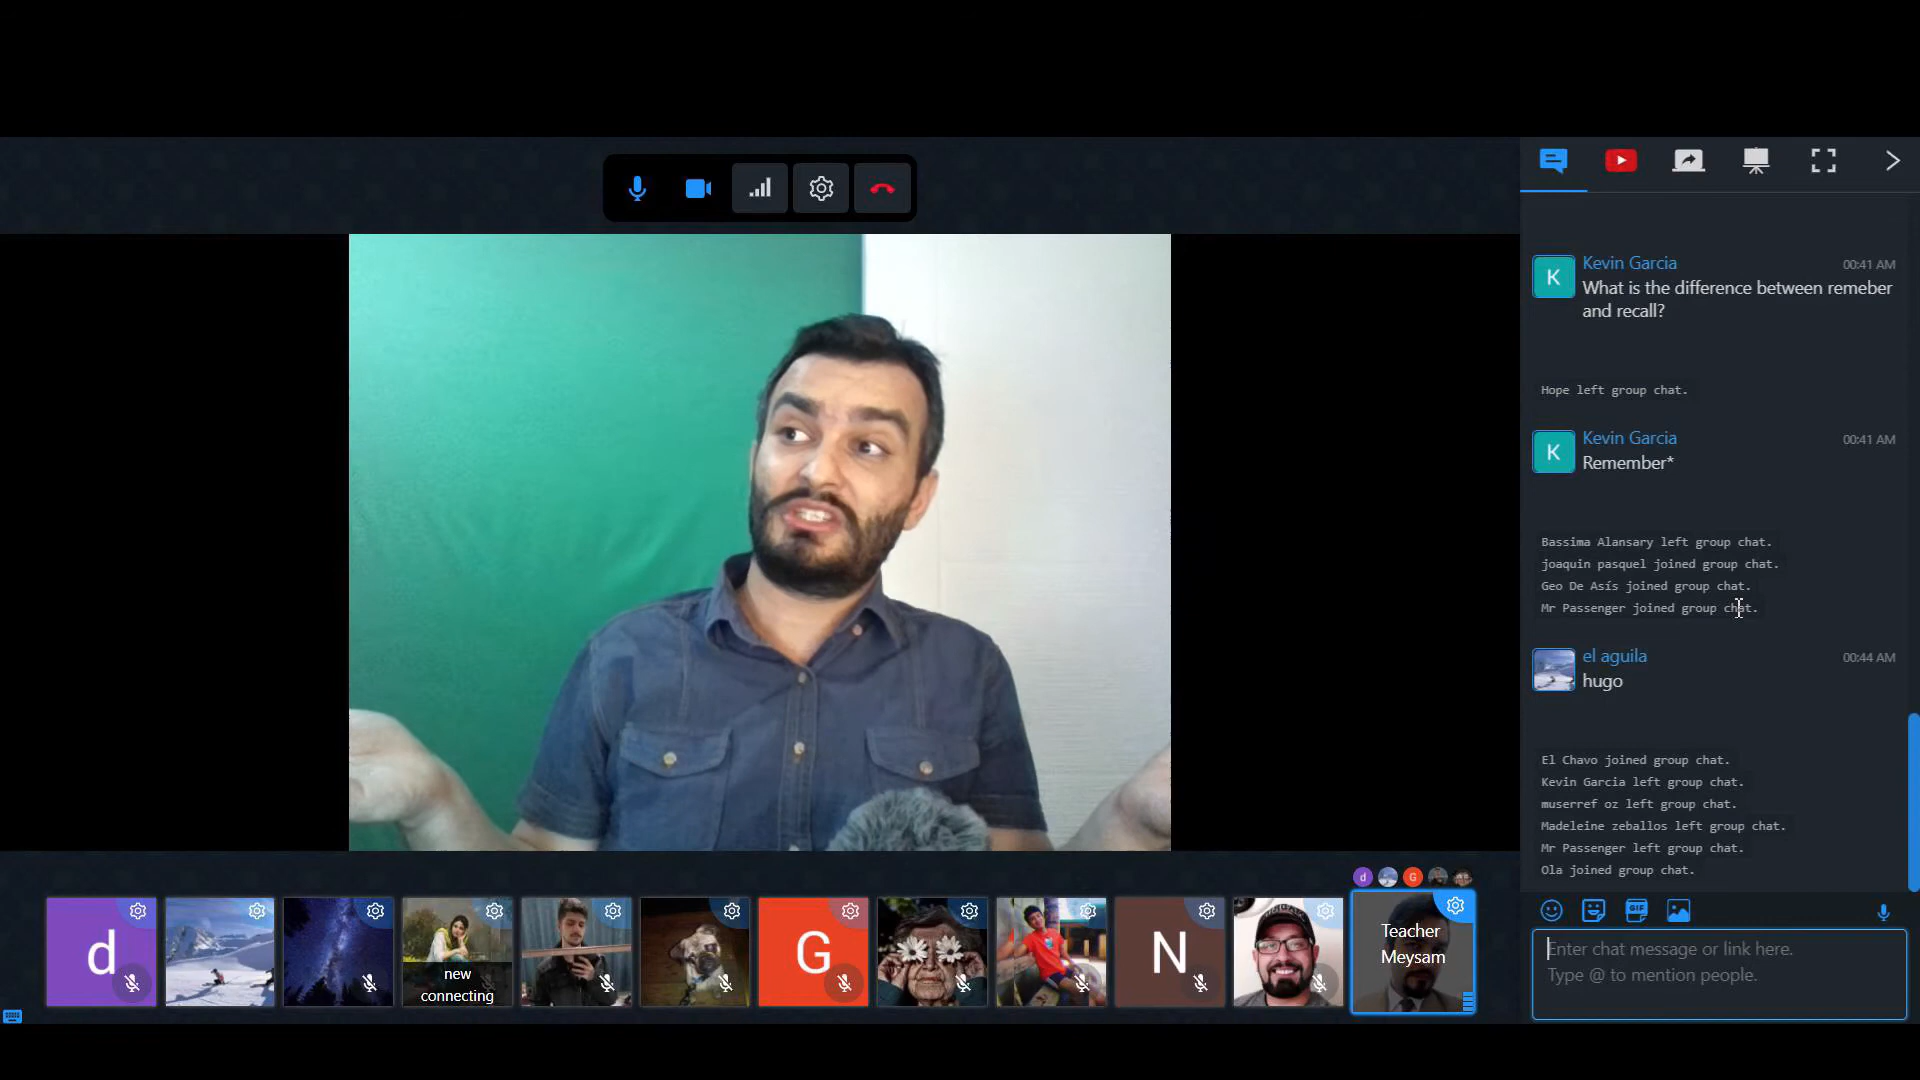 Kevin Garcia 00:41 AM
K
What is the difference between remeber
and recall?
Hope left group chat.
Kevin Garcia 00:41 AM
K
Remember*
Bassima Alansary left group chat.
joaquin pasquel joined group chat.
Geo De Asís joined group chat.
Mr Passenger joined group chat.
el aguila 00:44 AM
hugo
El Chavo joined group chat.
Kevin Garcia left group chat.
muserref oz left group chat.
Madeleine zeballos left group chat.
Mr Passenger left group chat.
Ola joined group chat.
GIF
Enter chat message or link here.
Type @ to mention people.
d
G
d
new
connecting
G
N
Teacher
Meysam